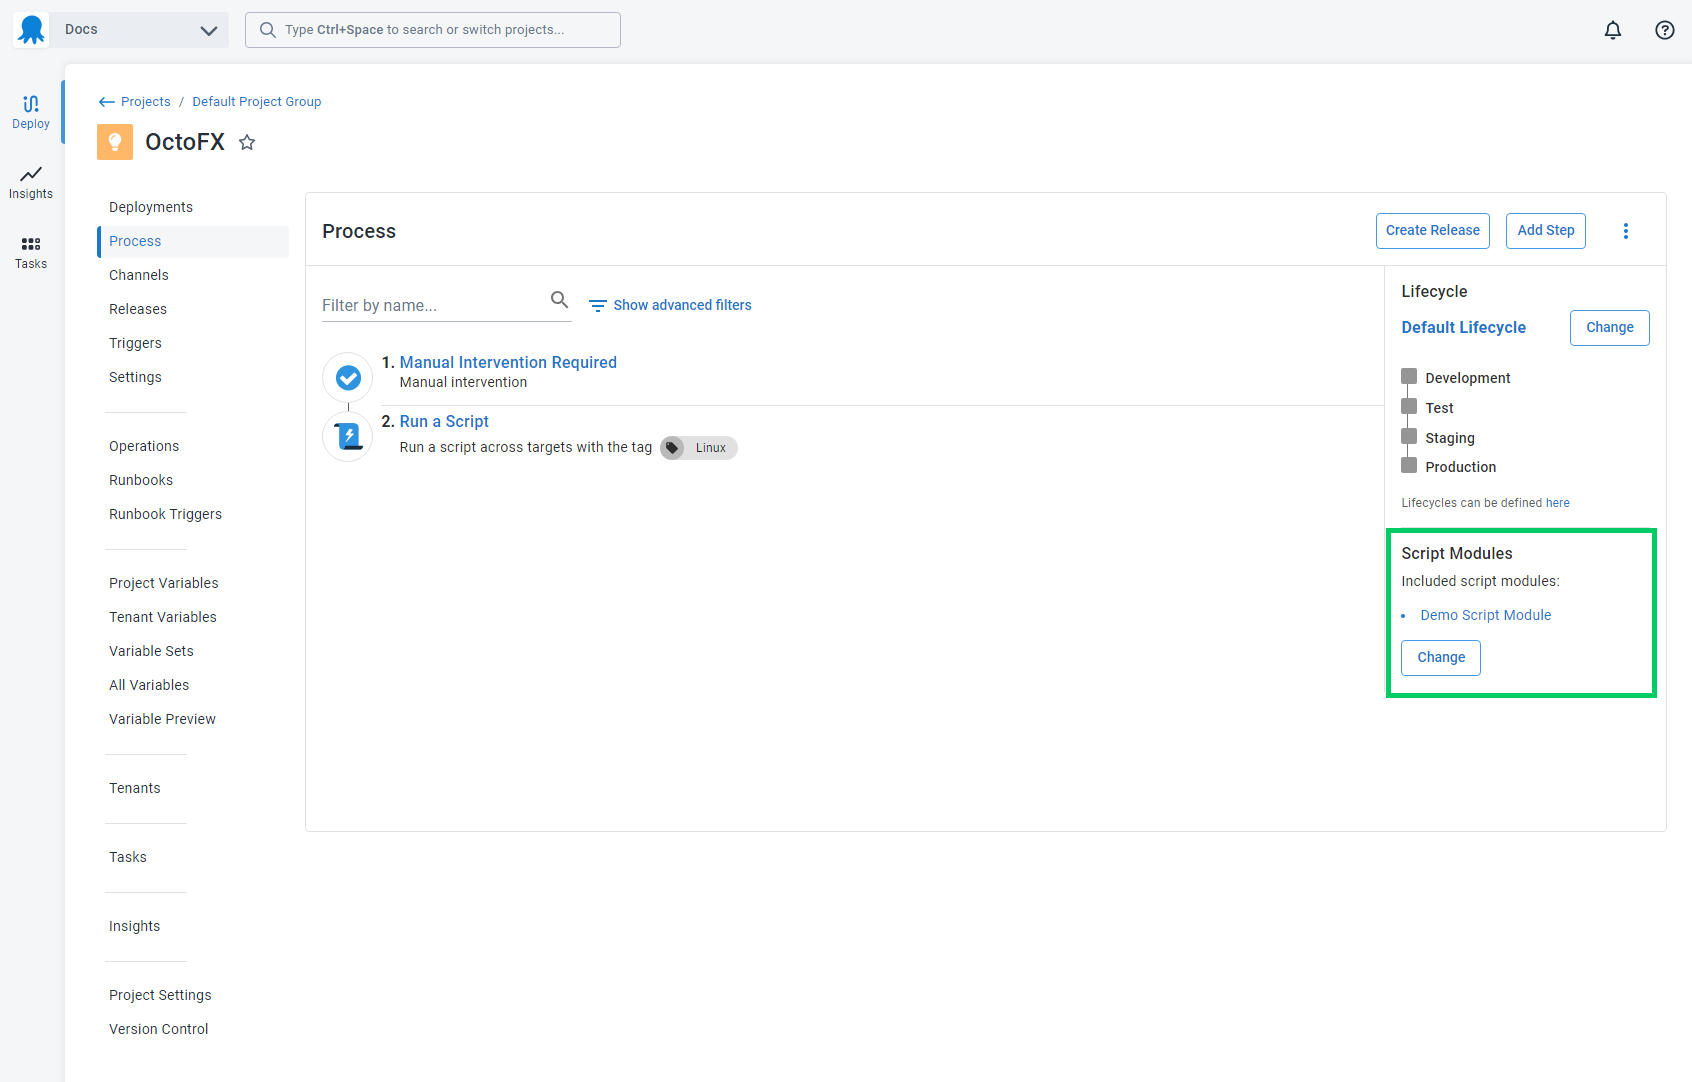 Docs
Type Ctrl+Space to search or switch projects...
Deploy
Insights
Tasks
Projects / Default Project Group
OctoFX
Deployments
Process
Channels
Releases
Triggers
Settings
Operations
Runbooks
Runbook Triggers
Project Variables
Tenant Variables
Variable Sets
All Variables
Variable Preview
Tenants
Tasks
Insights
Project Settings
Version Control
Process
Create Release
Add Step
Filter by name...
Show advanced filters
1. Manual Intervention Required
Manual intervention
2. Run a Script
Run a script across targets with the tag Linux
Lifecycle
Default Lifecycle
Change
Development
Test
Staging
Production
Lifecycles can be defined here
Script Modules
Included script modules:
• Demo Script Module
Change